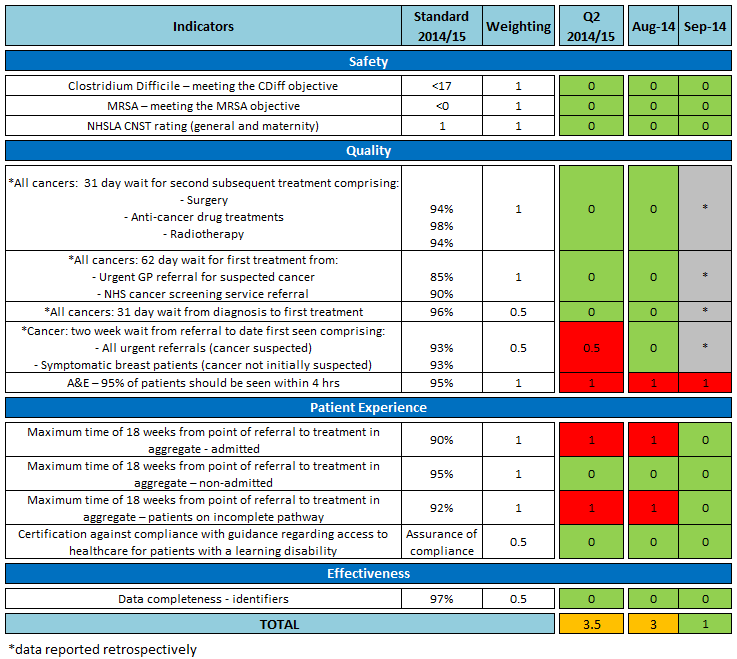 Indicators Standard 2014/15 Weighting Q2 2014/15 Aug-14 Sep-14
Safety
Clostridium Difficile – meeting the CDiff objective <17 1 0 0 0
MRSA – meeting the MRSA objective <0 1 0 0 0
NHSLA CNST rating (general and maternity) 1 1 0 0 0
Quality
*All cancers: 31 day wait for second subsequent treatment comprising:
- Surgery 94%
- Anti-cancer drug treatments 98% 1 0 0 *
- Radiotherapy 94%
*All cancers: 62 day wait for first treatment from:
- Urgent GP referral for suspected cancer 85% 1 0 0 *
- NHS cancer screening service referral 90%
*All cancers: 31 day wait from diagnosis to first treatment 96% 0.5 0 0 *
*Cancer: two week wait from referral to date first seen comprising:
- All urgent referrals (cancer suspected) 93% 0.5 0.5 0 *
- Symptomatic breast patients (cancer not initially suspected) 93%
A&E – 95% of patients should be seen within 4 hrs 95% 1 1 1 1
Patient Experience
Maximum time of 18 weeks from point of referral to treatment in
aggregate - admitted 90% 1 1 1 0
Maximum time of 18 weeks from point of referral to treatment in
aggregate – non-admitted 95% 1 0 0 0
Maximum time of 18 weeks from point of referral to treatment in
aggregate – patients on incomplete pathway 92% 1 1 1 0
Certification against compliance with guidance regarding access to
healthcare for patients with a learning disability Assurance of compliance 0.5 0 0 0
Effectiveness
Data completeness - identifiers 97% 0.5 0 0 0
TOTAL 3.5 3 1
*data reported retrospectively